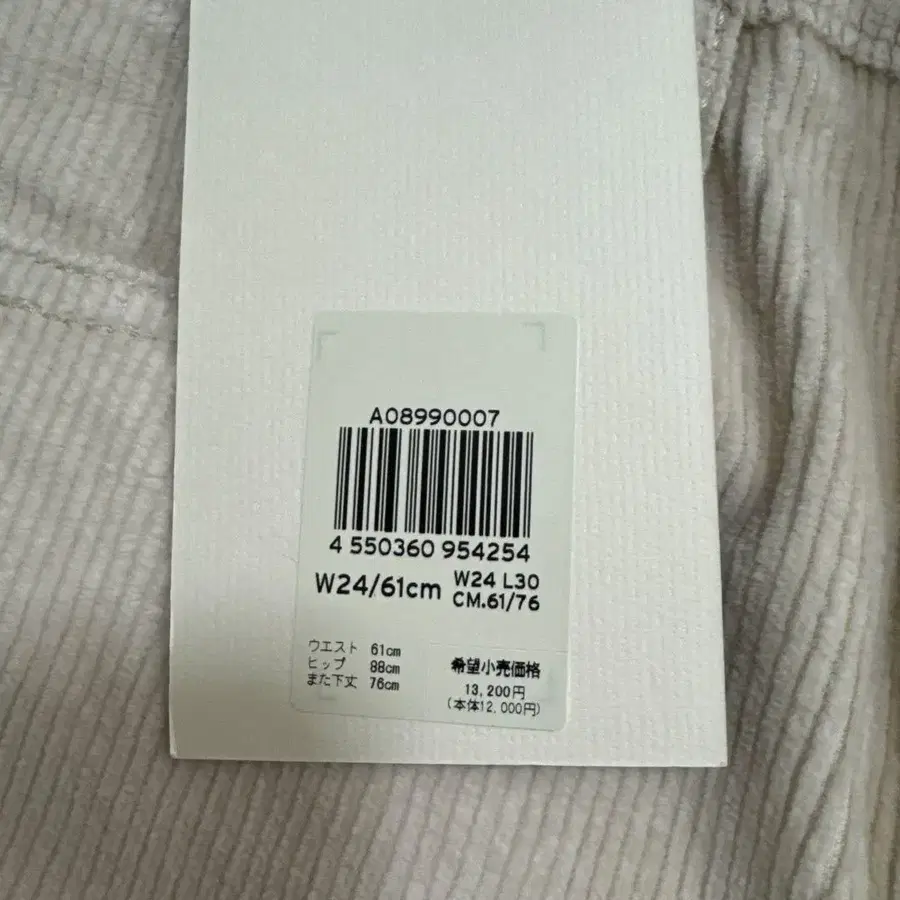 A08990007
4 550360 954254
W24/61cm
W24 L30
CM.61/76
ウエスト 61cm
ヒップ 88cm
また下丈 76cm
希望小売価格
13,200円
(本体12,000円)